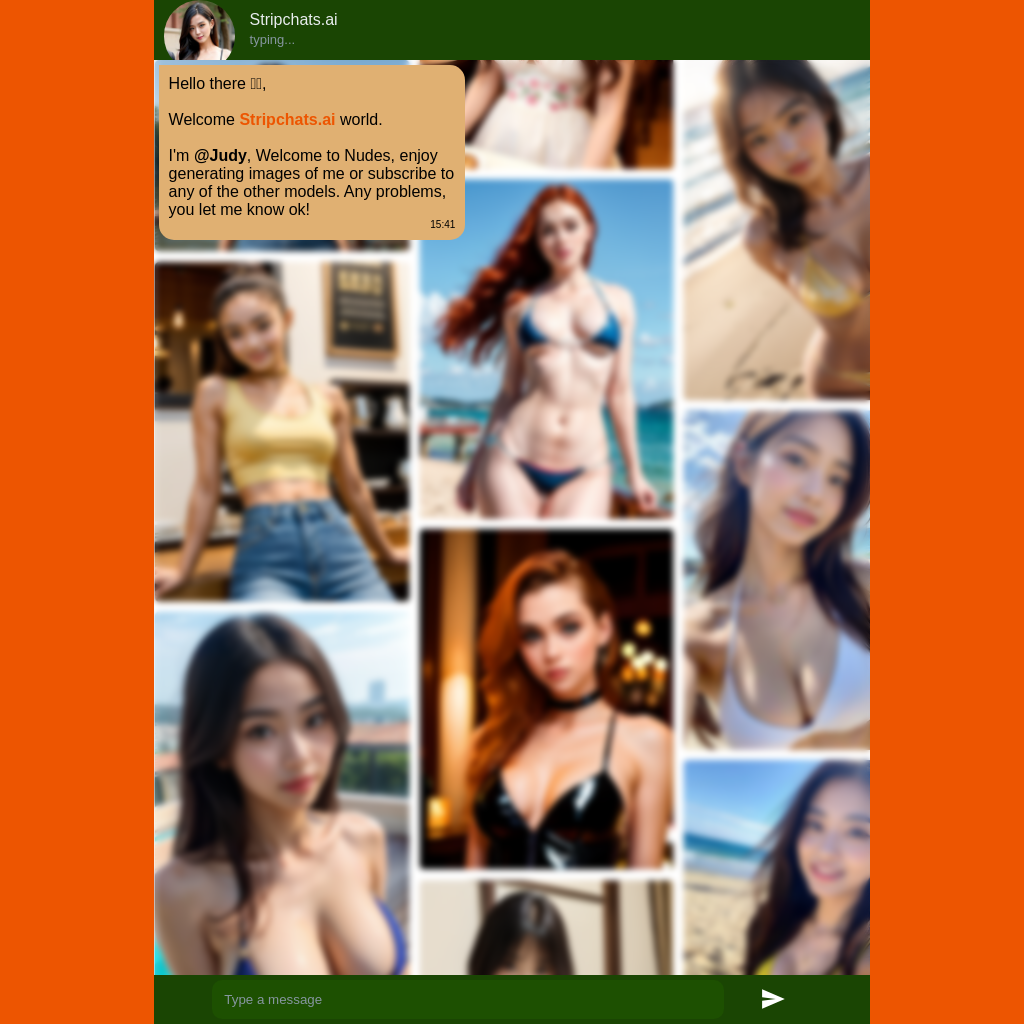 Stripchats.ai
typing...
Hello there ,
Welcome Stripchats.ai world.
I'm @Judy, Welcome to Nudes, enjoy
generating images of me or subscribe to
any of the other models. Any problems,
you let me know ok!
15:41
Type a message